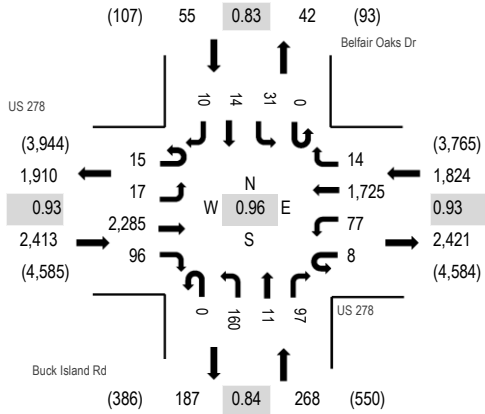 (107) 55 0.83 42 (93)
Belfair Oaks Dr
US 278
10 14 31 0
(3,944) (3,765)
15 14
1,910 1,824
17 N 1,725
0.93 W 0.96 E 0.93
2,285 77
2,413 S 2,421
96 8
(4,585) (4,584)
0 160 11 97
US 278
Buck Island Rd
(386) 187 0.84 268 (550)